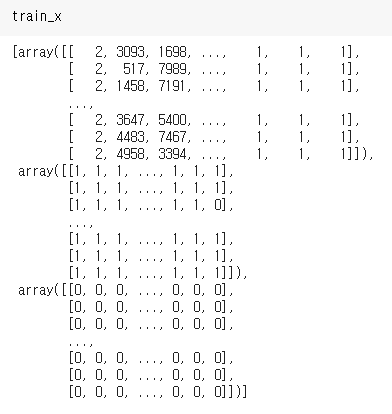 train_x
[array([[   2, 3093, 1698, ...,    1,    1,    1],
       [   2,  517, 7989, ...,    1,    1,    1],
       [   2, 1458, 7191, ...,    1,    1,    1],
       ...,
       [   2, 3647, 5400, ...,    1,    1,    1],
       [   2, 4483, 7467, ...,    1,    1,    1],
       [   2, 4958, 3394, ...,    1,    1,    1]]),
 array([[1, 1, 1, ..., 1, 1, 1],
       [1, 1, 1, ..., 1, 1, 1],
       [1, 1, 1, ..., 1, 1, 0],
       ...,
       [1, 1, 1, ..., 1, 1, 1],
       [1, 1, 1, ..., 1, 1, 1],
       [1, 1, 1, ..., 1, 1, 1]]),
 array([[0, 0, 0, ..., 0, 0, 0],
       [0, 0, 0, ..., 0, 0, 0],
       [0, 0, 0, ..., 0, 0, 0],
       ...,
       [0, 0, 0, ..., 0, 0, 0],
       [0, 0, 0, ..., 0, 0, 0],
       [0, 0, 0, ..., 0, 0, 0]])]